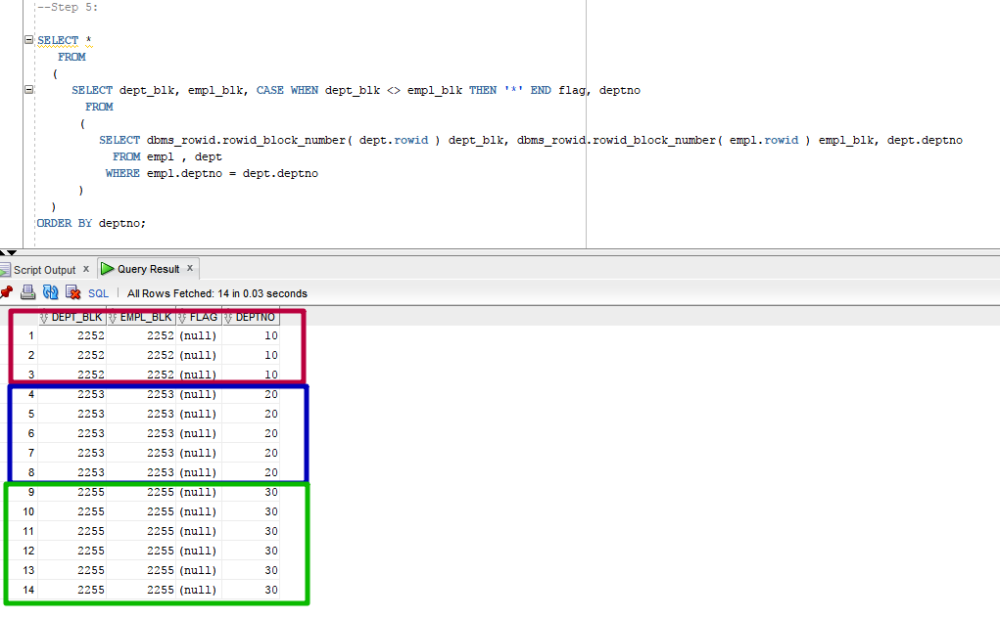 --Step 5:
SELECT *
FROM
(
SELECT dept_blk, empl_blk, CASE WHEN dept_blk <> empl_blk THEN '*' END flag, deptno
FROM
(
SELECT dbms_rowid.rowid_block_number( dept.rowid ) dept_blk, dbms_rowid.rowid_block_number( empl.rowid ) empl_blk, dept.deptno
FROM empl , dept
WHERE empl.deptno = dept.deptno
)
)
ORDER BY deptno;
Script Output x Query Result x
SQL | All Rows Fetched: 14 in 0.03 seconds
DEPT_BLK EMPL_BLK FLAG DEPTNO
1 2252 2252 (null) 10
2 2252 2252 (null) 10
3 2252 2252 (null) 10
4 2253 2253 (null) 20
5 2253 2253 (null) 20
6 2253 2253 (null) 20
7 2253 2253 (null) 20
8 2253 2253 (null) 20
9 2255 2255 (null) 30
10 2255 2255 (null) 30
11 2255 2255 (null) 30
12 2255 2255 (null) 30
13 2255 2255 (null) 30
14 2255 2255 (null) 30